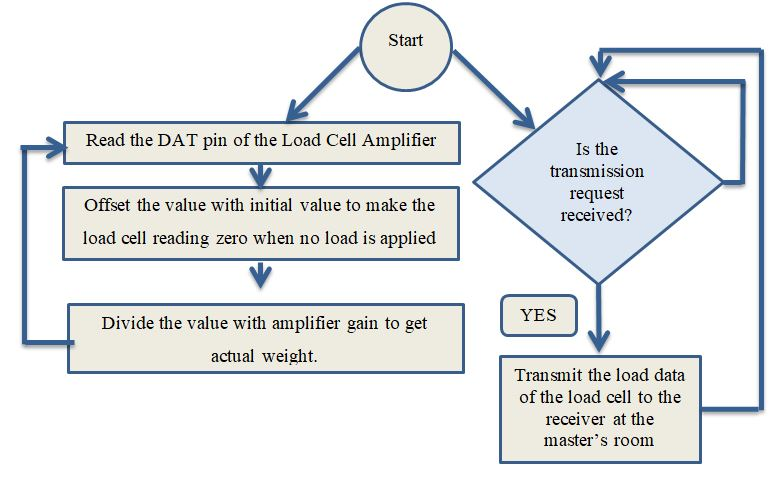 Start
Read the DAT pin of the Load Cell Amplifier
Offset the value with initial value to make the
load cell reading zero when no load is applied
Divide the value with amplifier gain to get
actual weight.
Is the
transmission
request
received?
YES
Transmit the load data
of the load cell to the
receiver at the
master’s room